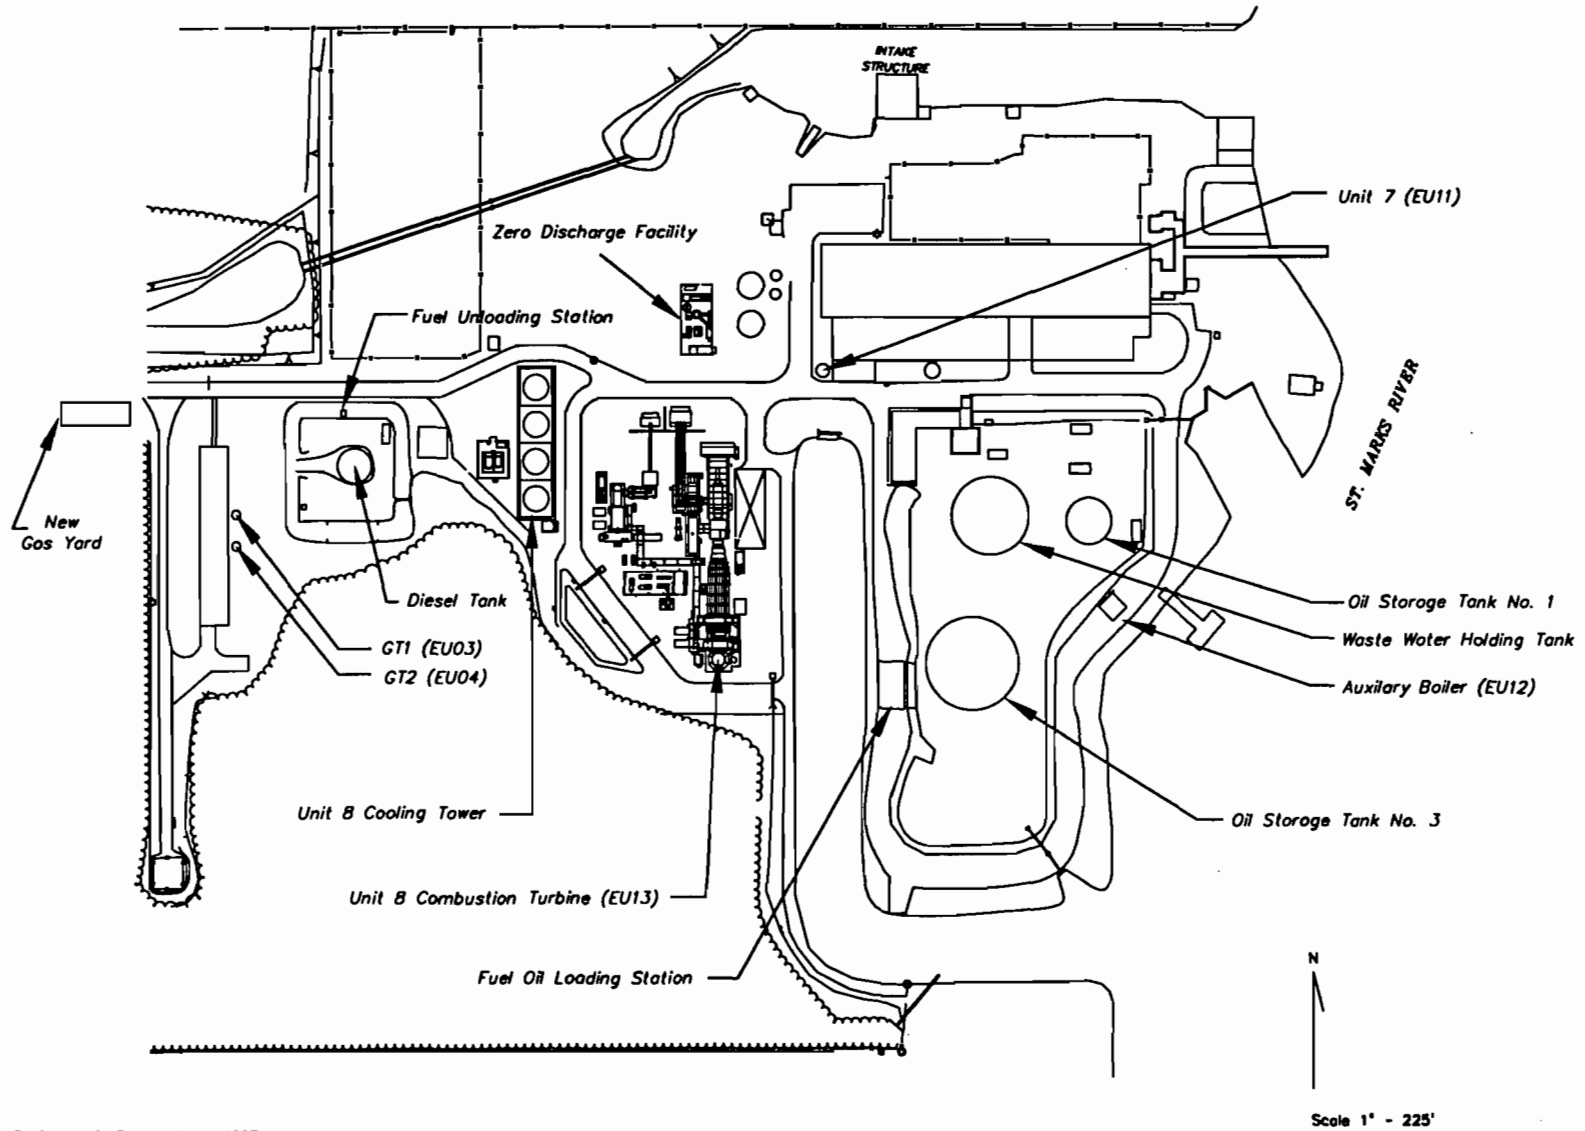 INTAKE
STRUCTURE
Unit 7 (EU11)
Zero Discharge Facility
Fuel Unloading Station
ST. MARKS RIVER
New
Gas Yard
Diesel Tank
Oil Storage Tank No. 1
GT1 (EU03)
Waste Water Holding Tank
GT2 (EU04)
Auxilary Boiler (EU12)
Unit 8 Cooling Tower
Oil Storage Tank No. 3
Unit 8 Combustion Turbine (EU13)
Fuel Oil Loading Station
N
Scale 1" - 225'